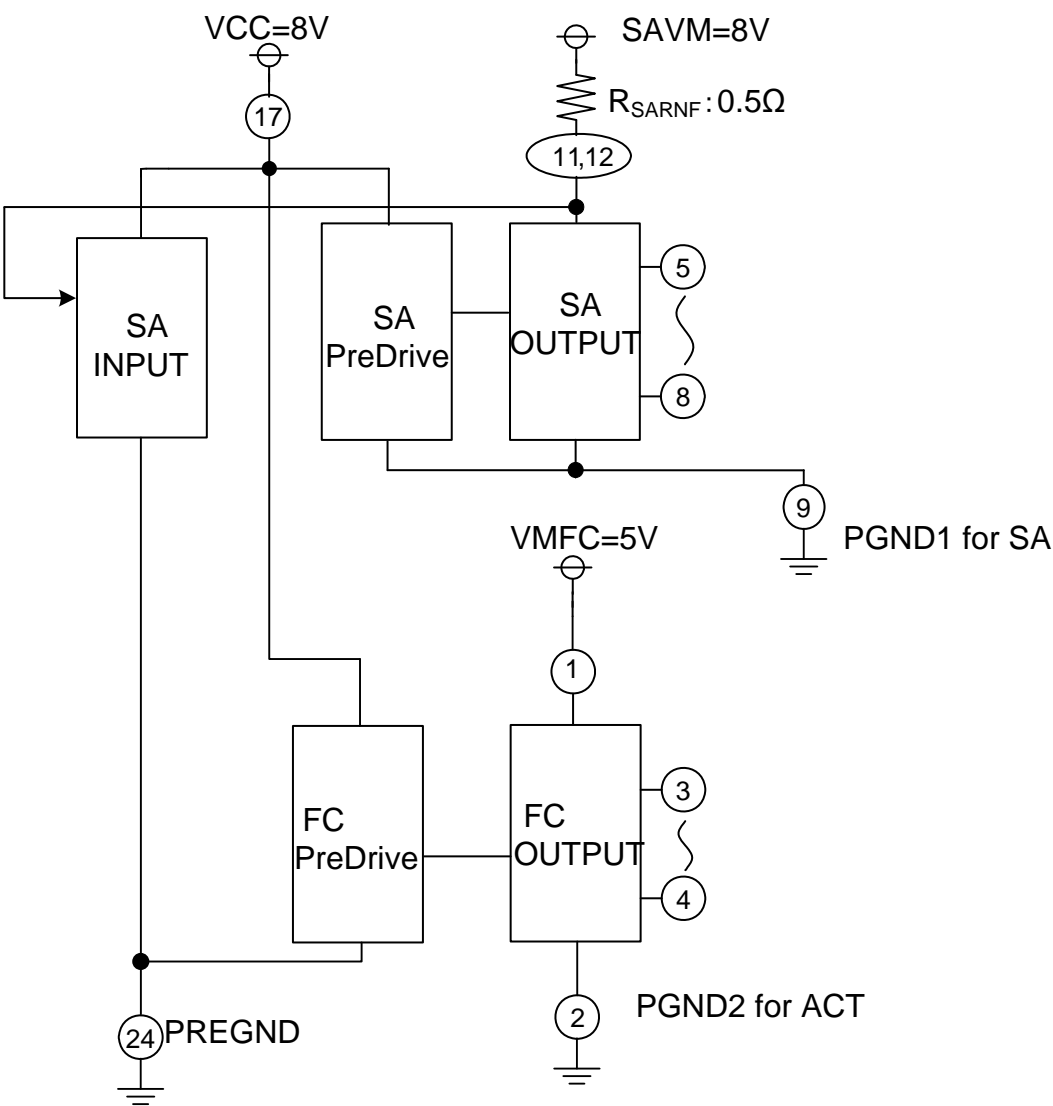 VCC=8V
SAVM=8V
17
RSARNF:0.5Ω
11,12
SA
INPUT
SA
PreDrive
SA
OUTPUT
5
8
9
PGND1 for SA
VMFC=5V
1
FC
PreDrive
FC
OUTPUT
3
4
2
PGND2 for ACT
24
PREGND